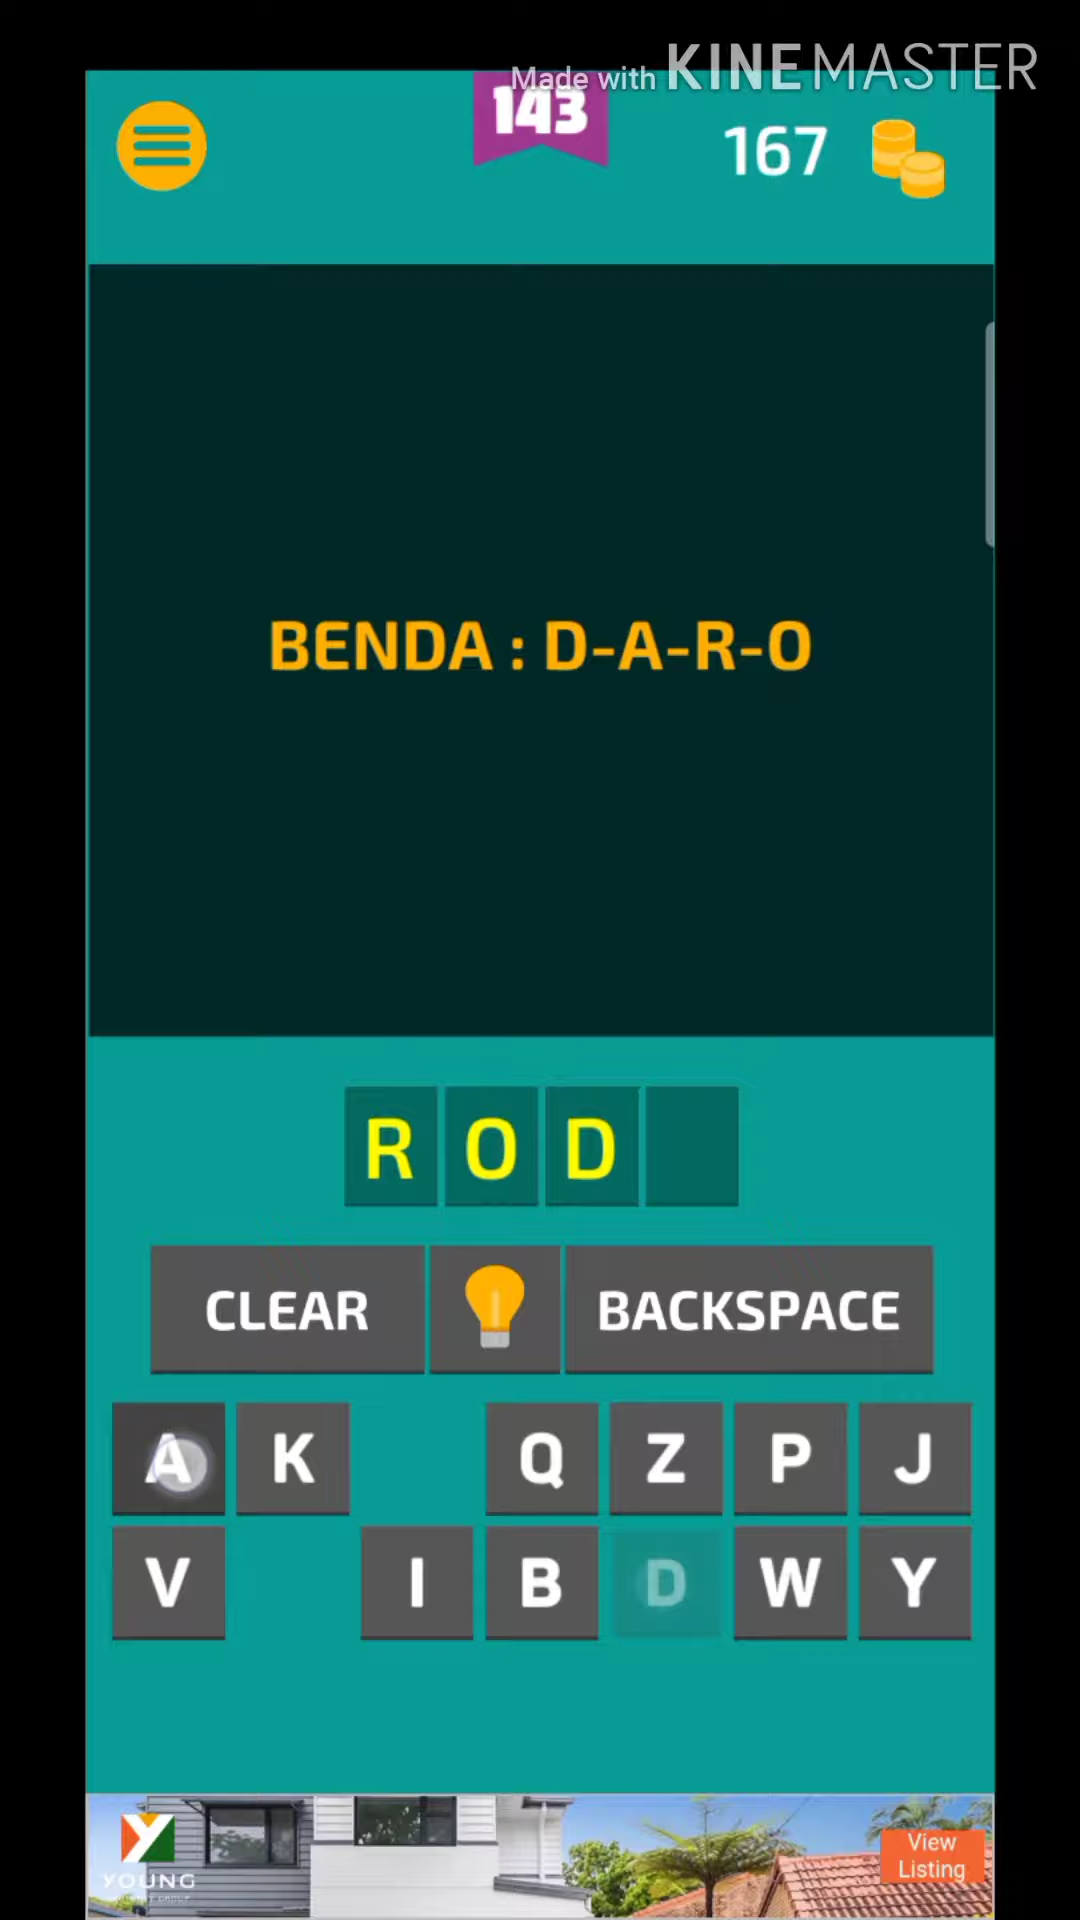 Made with KINEMASTER
143
167
BENDA : D-A-R-O
R O D
CLEAR
BACKSPACE
A K Q Z P J
V I B D W Y
YOUNG
View
Listing